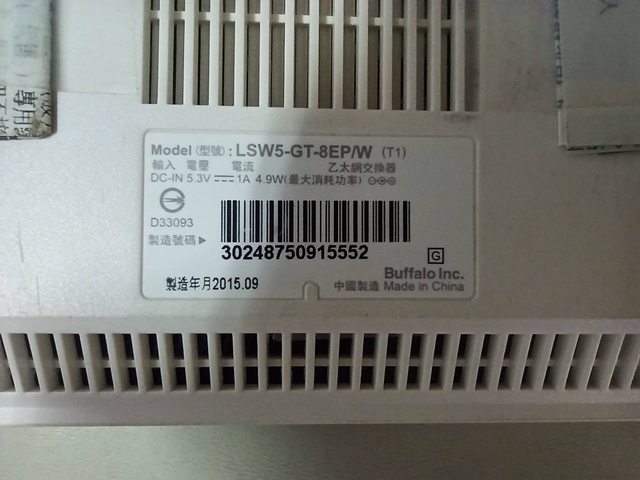 Model (型號) : LSW5-GT-8EP/W (T1)
輸入 電壓 電流 乙太網交換器
DC-IN 5.3V 1A 4.9W(最大消耗功率)
D33093
製造號碼▶
30248750915552
G
Buffalo Inc.
製造年月2015.09
中國製造 Made in China